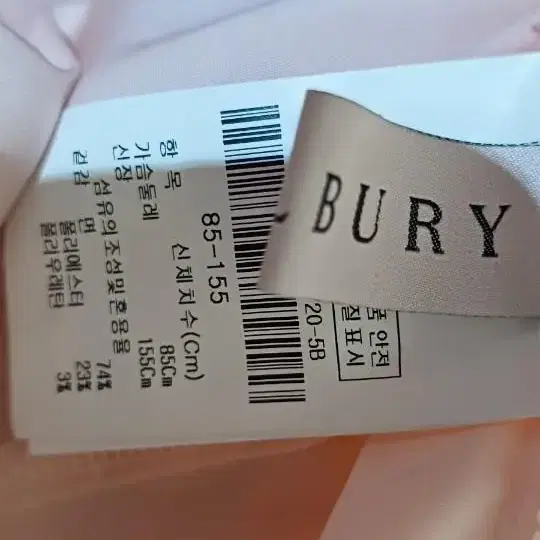 BURY
품 안전
질표시
20-5B
85-155
항 목 신체치수(Cm)
가슴둘레 85Cm
신장 155Cm
섬유의조성및혼용율
겉감 면 74%
폴리에스터 23%
폴리우레탄 3%